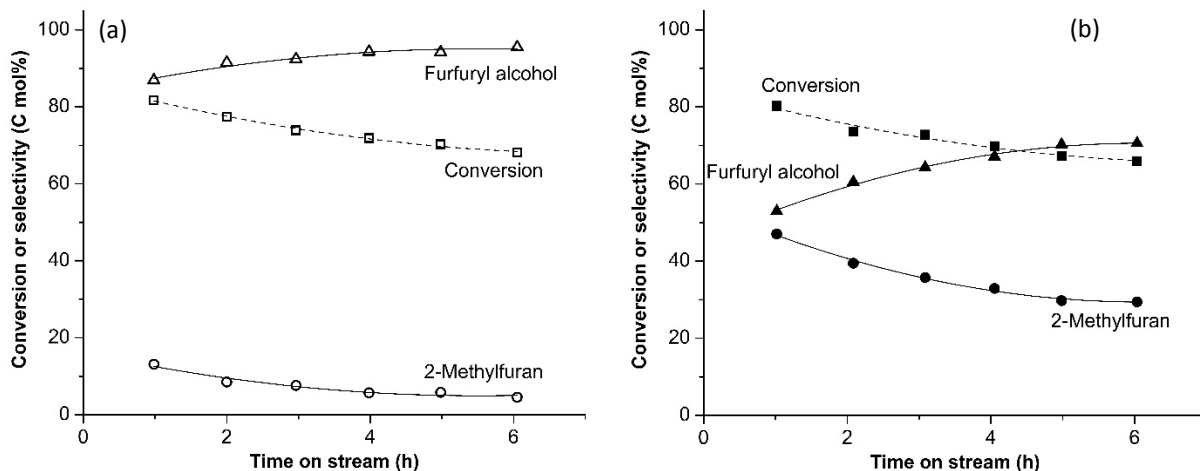 (a)
Conversion or selectivity (C mol%)
100
80
60
40
20
0
Furfuryl alcohol
Conversion
2-Methylfuran
0
2
4
6
Time on stream (h)
(b)
Conversion or selectivity (C mol%)
100
80
60
40
20
0
Conversion
Furfuryl alcohol
2-Methylfuran
0
2
4
6
Time on stream (h)